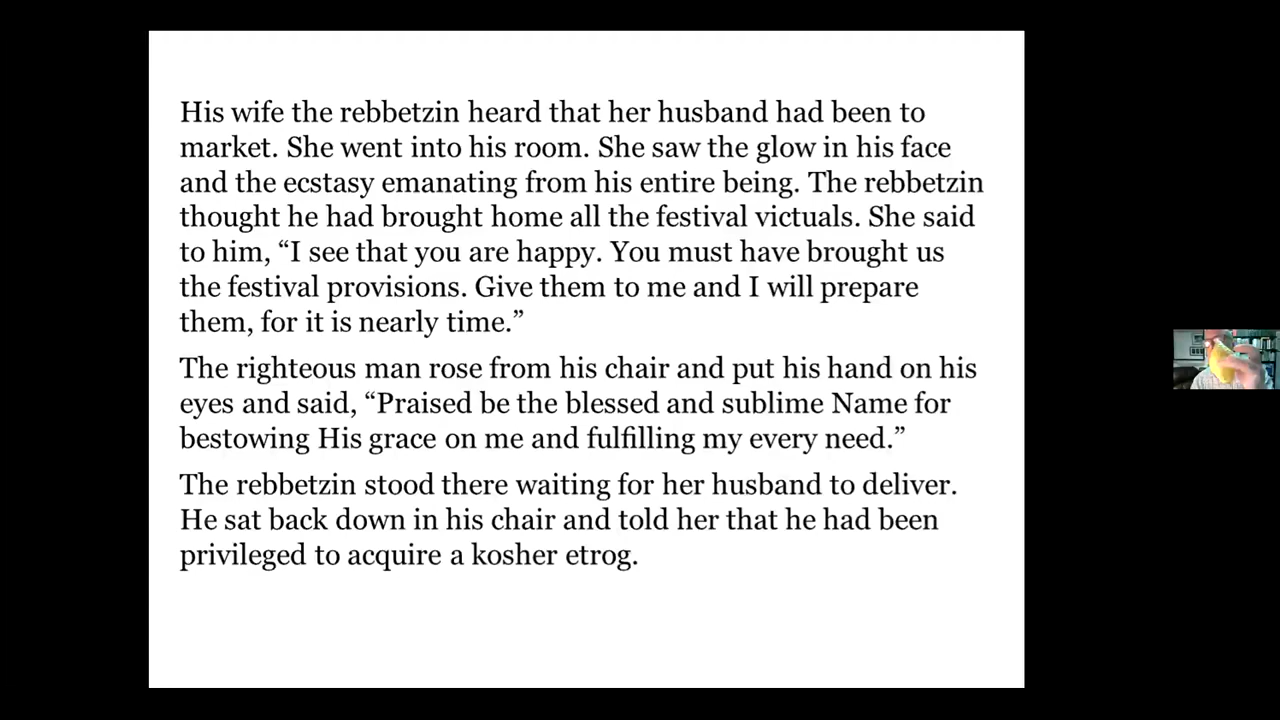 His wife the rebbetzin heard that her husband had been to
market. She went into his room. She saw the glow in his face
and the ecstasy emanating from his entire being. The rebbetzin
thought he had brought home all the festival victuals. She said
to him, “I see that you are happy. You must have brought us
the festival provisions. Give them to me and I will prepare
them, for it is nearly time.”
The righteous man rose from his chair and put his hand on his
eyes and said, “Praised be the blessed and sublime Name for
bestowing His grace on me and fulfilling my every need.”
The rebbetzin stood there waiting for her husband to deliver.
He sat back down in his chair and told her that he had been
privileged to acquire a kosher etrog.